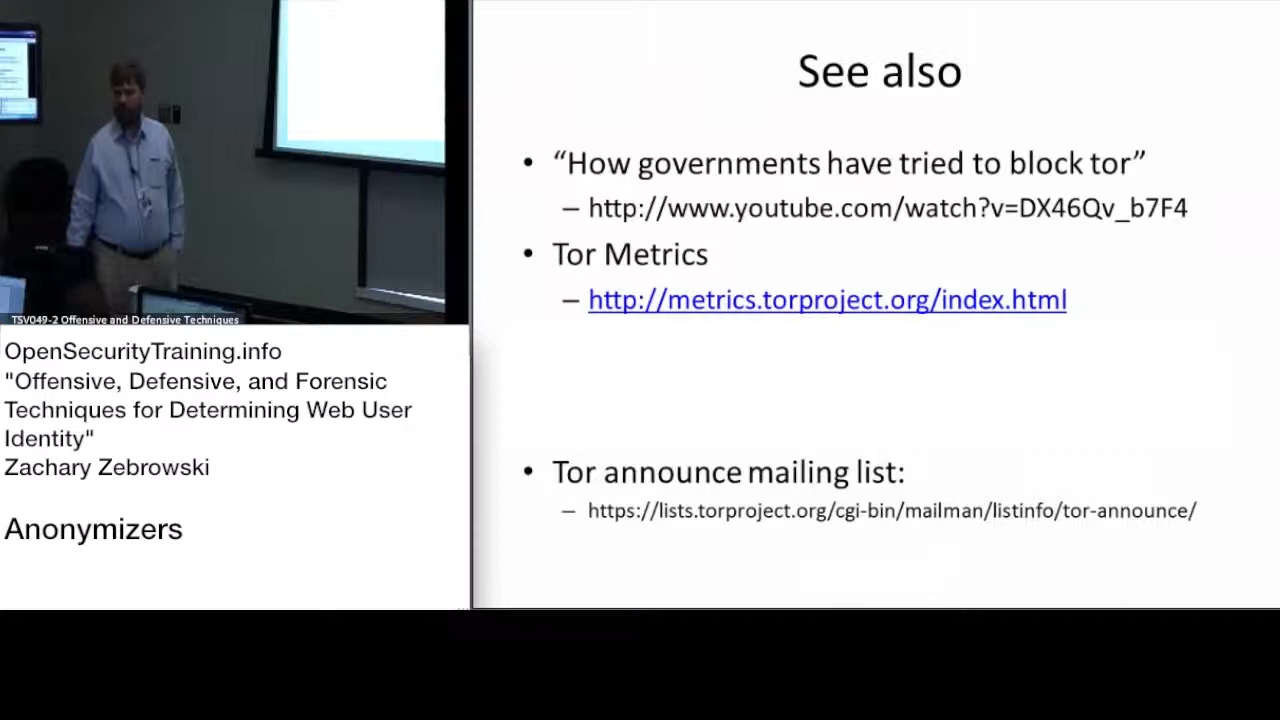 See also
• “How governments have tried to block tor”
– http://www.youtube.com/watch?v=DX46Qv_b7F4
• Tor Metrics
– http://metrics.torproject.org/index.html
• Tor announce mailing list:
– https://lists.torproject.org/cgi-bin/mailman/listinfo/tor-announce/
TSV049-2 Offensive and Defensive Techniques
OpenSecurityTraining.info
"Offensive, Defensive, and Forensic
Techniques for Determining Web User
Identity"
Zachary Zebrowski
Anonymizers